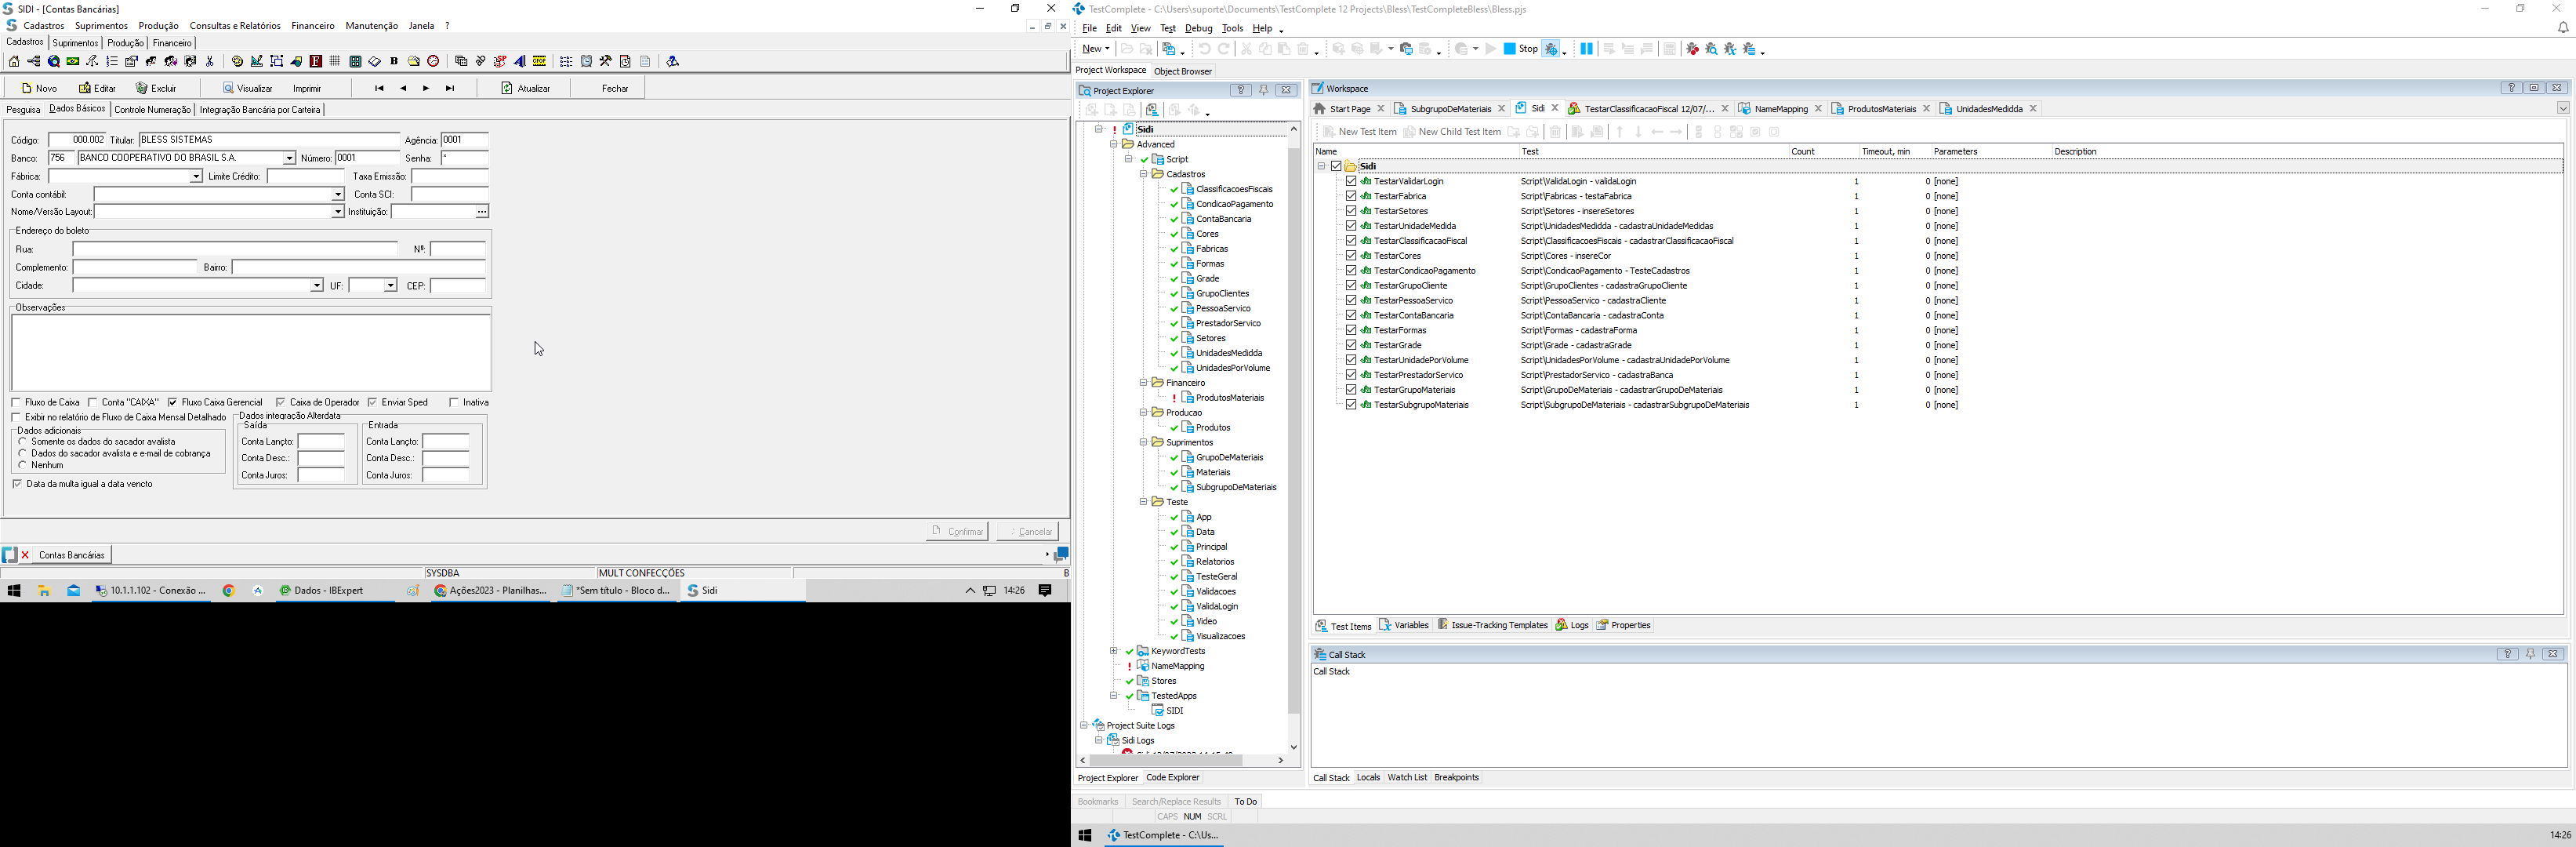 SIDI - [Contas Bancárias]
Cadastros Suprimentos Produção Consultas e Relatórios Financeiro Manutenção Janela ?
Cadastros Suprimentos Produção Financeiro
Novo Editar Excluir Visualizar Imprimir Atualizar Fechar
Pesquisa Dados Básicos Controle Numeração Integração Bancária por Carteira
Código: 000.002 Titular: BLESS SISTEMAS Agência: 0001
Banco: 756 BANCO COOPERATIVO DO BRASIL S.A. Número: 0001 Senha: *
Fábrica: Limite Crédito: Taxa Emissão:
Conta contábil: Conta SCI:
Nome/Versão Layout: Instituição: ...
Endereço do boleto
Rua: Nº:
Complemento: Bairro:
Cidade: UF: CEP:
Observações
Fluxo de Caixa Conta "CAIXA" Fluxo Caixa Gerencial Caixa de Operador Enviar Sped Inativa
Exibir no relatório de Fluxo de Caixa Mensal Detalhado
Dados adicionais
Somente os dados do sacador avalista
Dados do sacador avalista e e-mail de cobrança
Nenhum
Data da multa igual a data vencto
Dados integração Alterdata
Saída Entrada
Conta Lançto: Conta Lançto:
Conta Desc.: Conta Desc.:
Conta Juros: Conta Juros:
Confirmar Cancelar
Contas Bancárias
SYSDBA MULT CONFECÇÕES B
10.1.1.102 - Conexão ... Dados - IBExpert Ações2023 - Planilhas... *Sem título - Bloco d... Sidi 14:26
TestComplete - C:\Users\suporte\Documents\TestComplete 12 Projects\Bless\TestCompleteBless\Bless.pjs
File Edit View Test Debug Tools Help
New Stop
Project Workspace Object Browser
Project Explorer
Sidi
Advanced
Script
Cadastros
ClassificacoesFiscais
CondicaoPagamento
ContaBancaria
Cores
Fabricas
Formas
Grade
GrupoClientes
PessoaServico
PrestadorServico
Setores
UnidadesMedidda
UnidadesPorVolume
Financeiro
ProdutosMateriais
Producao
Produtos
Suprimentos
GrupoDeMateriais
Materiais
SubgrupoDeMateriais
Teste
App
Data
Principal
Relatorios
TesteGeral
Validacoes
ValidaLogin
Video
Visualizacoes
KeywordTests
NameMapping
Stores
TestedApps
SIDI
Project Suite Logs
Sidi Logs
Project Explorer Code Explorer
Workspace
Start Page SubgrupoDeMateriais Sidi TestarClassificacaoFiscal 12/07/... NameMapping ProdutosMateriais UnidadesMedidda
New Test Item New Child Test Item
Name Test Count Timeout, min Parameters Description
Sidi
TestarValidarLogin Script\ValidaLogin - validaLogin 1 0 [none]
TestarFabrica Script\Fabricas - testaFabrica 1 0 [none]
TestarSetores Script\Setores - insereSetores 1 0 [none]
TestarUnidadeMedida Script\UnidadesMedidda - cadastraUnidadeMedidas 1 0 [none]
TestarClassificacaoFiscal Script\ClassificacoesFiscais - cadastrarClassificacaoFiscal 1 0 [none]
TestarCores Script\Cores - insereCor 1 0 [none]
TestarCondicaoPagamento Script\CondicaoPagamento - TesteCadastros 1 0 [none]
TestarGrupoCliente Script\GrupoClientes - cadastraGrupoCliente 1 0 [none]
TestarPessoaServico Script\PessoaServico - cadastraCliente 1 0 [none]
TestarContaBancaria Script\ContaBancaria - cadastraConta 1 0 [none]
TestarFormas Script\Formas - cadastraForma 1 0 [none]
TestarGrade Script\Grade - cadastraGrade 1 0 [none]
TestarUnidadePorVolume Script\UnidadesPorVolume - cadastraUnidadePorVolume 1 0 [none]
TestarPrestadorServico Script\PrestadorServico - cadastraBanca 1 0 [none]
TestarGrupoMateriais Script\GrupoDeMateriais - cadastrarGrupoDeMateriais 1 0 [none]
TestarSubgrupoMateriais Script\SubgrupoDeMateriais - cadastrarSubgrupoDeMateriais 1 0 [none]
Test Items Variables Issue-Tracking Templates Logs Properties
Call Stack
Call Stack
Call Stack Locals Watch List Breakpoints
Bookmarks Search/Replace Results To Do
CAPS NUM SCRL
TestComplete - C:\Us... 14:26